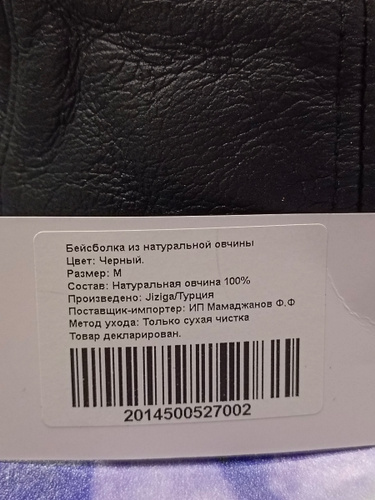 Бейсболка из натуральной овчины
Цвет: Черный.
Размер: M
Состав: Натуральная овчина 100%
Произведено: Jiziga/Турция
Поставщик-импортер: ИП Мамаджанов Ф.Ф
Метод ухода: Только сухая чистка
Товар декларирован.
2014500527002